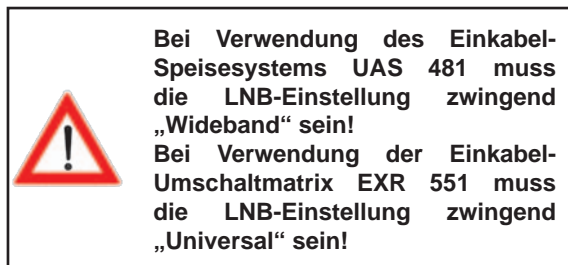 Bei Verwendung des Einkabel-
Speisesystems UAS 481 muss
die LNB-Einstellung zwingend
„Wideband“ sein!
Bei Verwendung der Einkabel-
Umschaltmatrix EXR 551 muss
die LNB-Einstellung zwingend
„Universal“ sein!